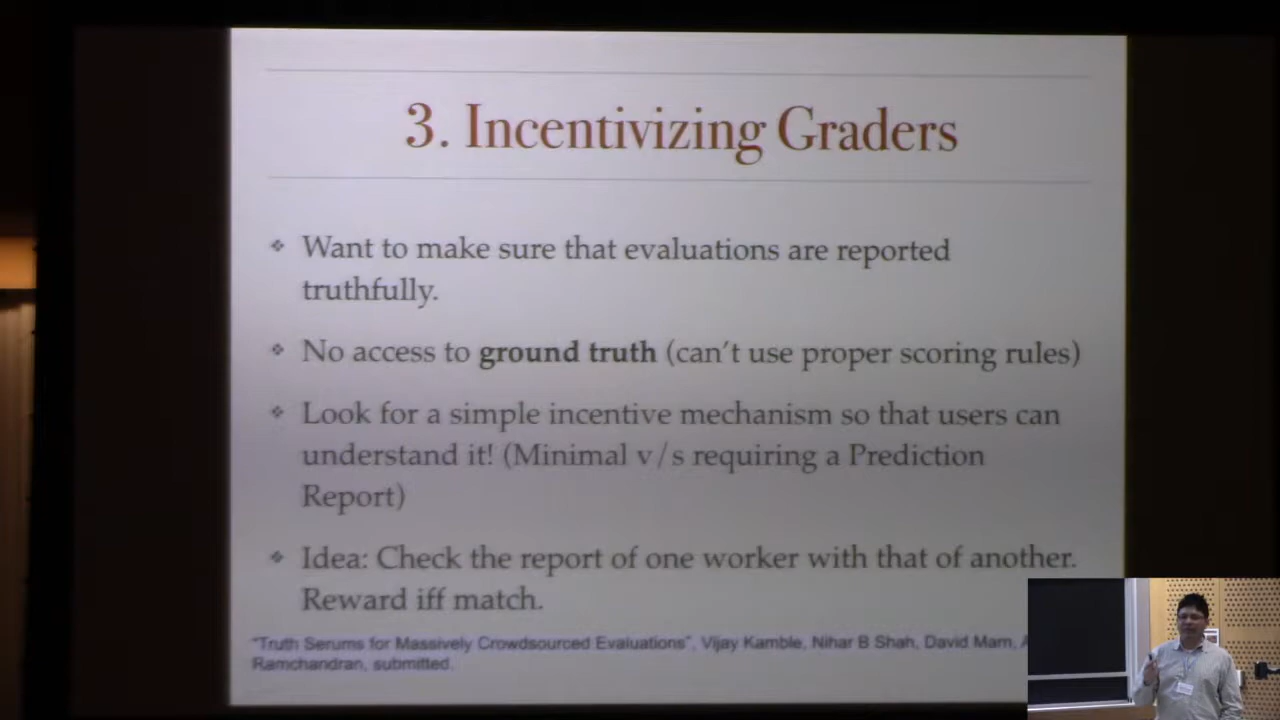 3. Incentivizing Graders
Want to make sure that evaluations are reported
truthfully.
No access to ground truth (can't use proper scoring rules)
Look for a simple incentive mechanism so that users can
understand it! (Minimal v/s requiring a Prediction
Report)
Idea: Check the report of one worker with that of another.
Reward iff match.
"Truth Serums for Massively Crowdsourced Evaluations", Vijay Kamble, Nihar B Shah, David Marn, A
Ramchandran, submitted.